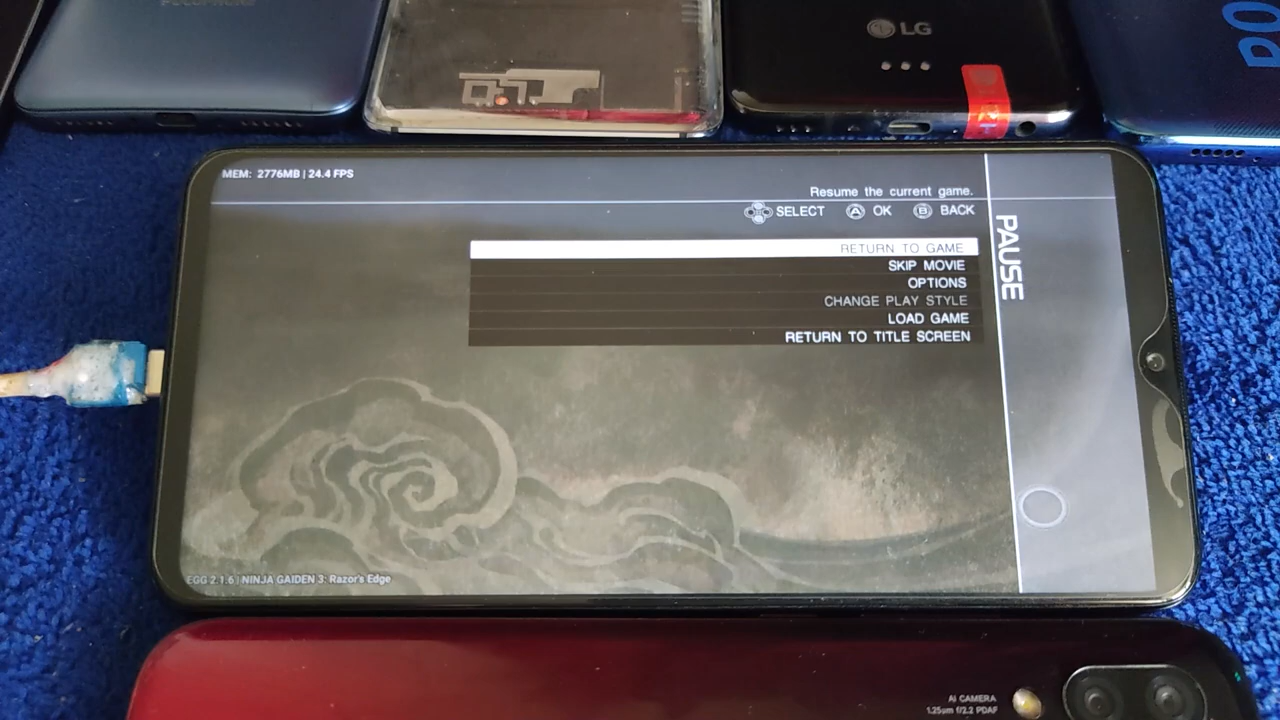 POCOPHONE
LG
PO
MEM: 2776MB | 24.4 FPS
Resume the current game.
SELECT A OK B BACK
PAUSE
RETURN TO GAME
SKIP MOVIE
OPTIONS
CHANGE PLAY STYLE
LOAD GAME
RETURN TO TITLE SCREEN
EGG 2.1.6 | NINJA GAIDEN 3: Razor's Edge
AI CAMERA
1.25um f/2.2 PDAF